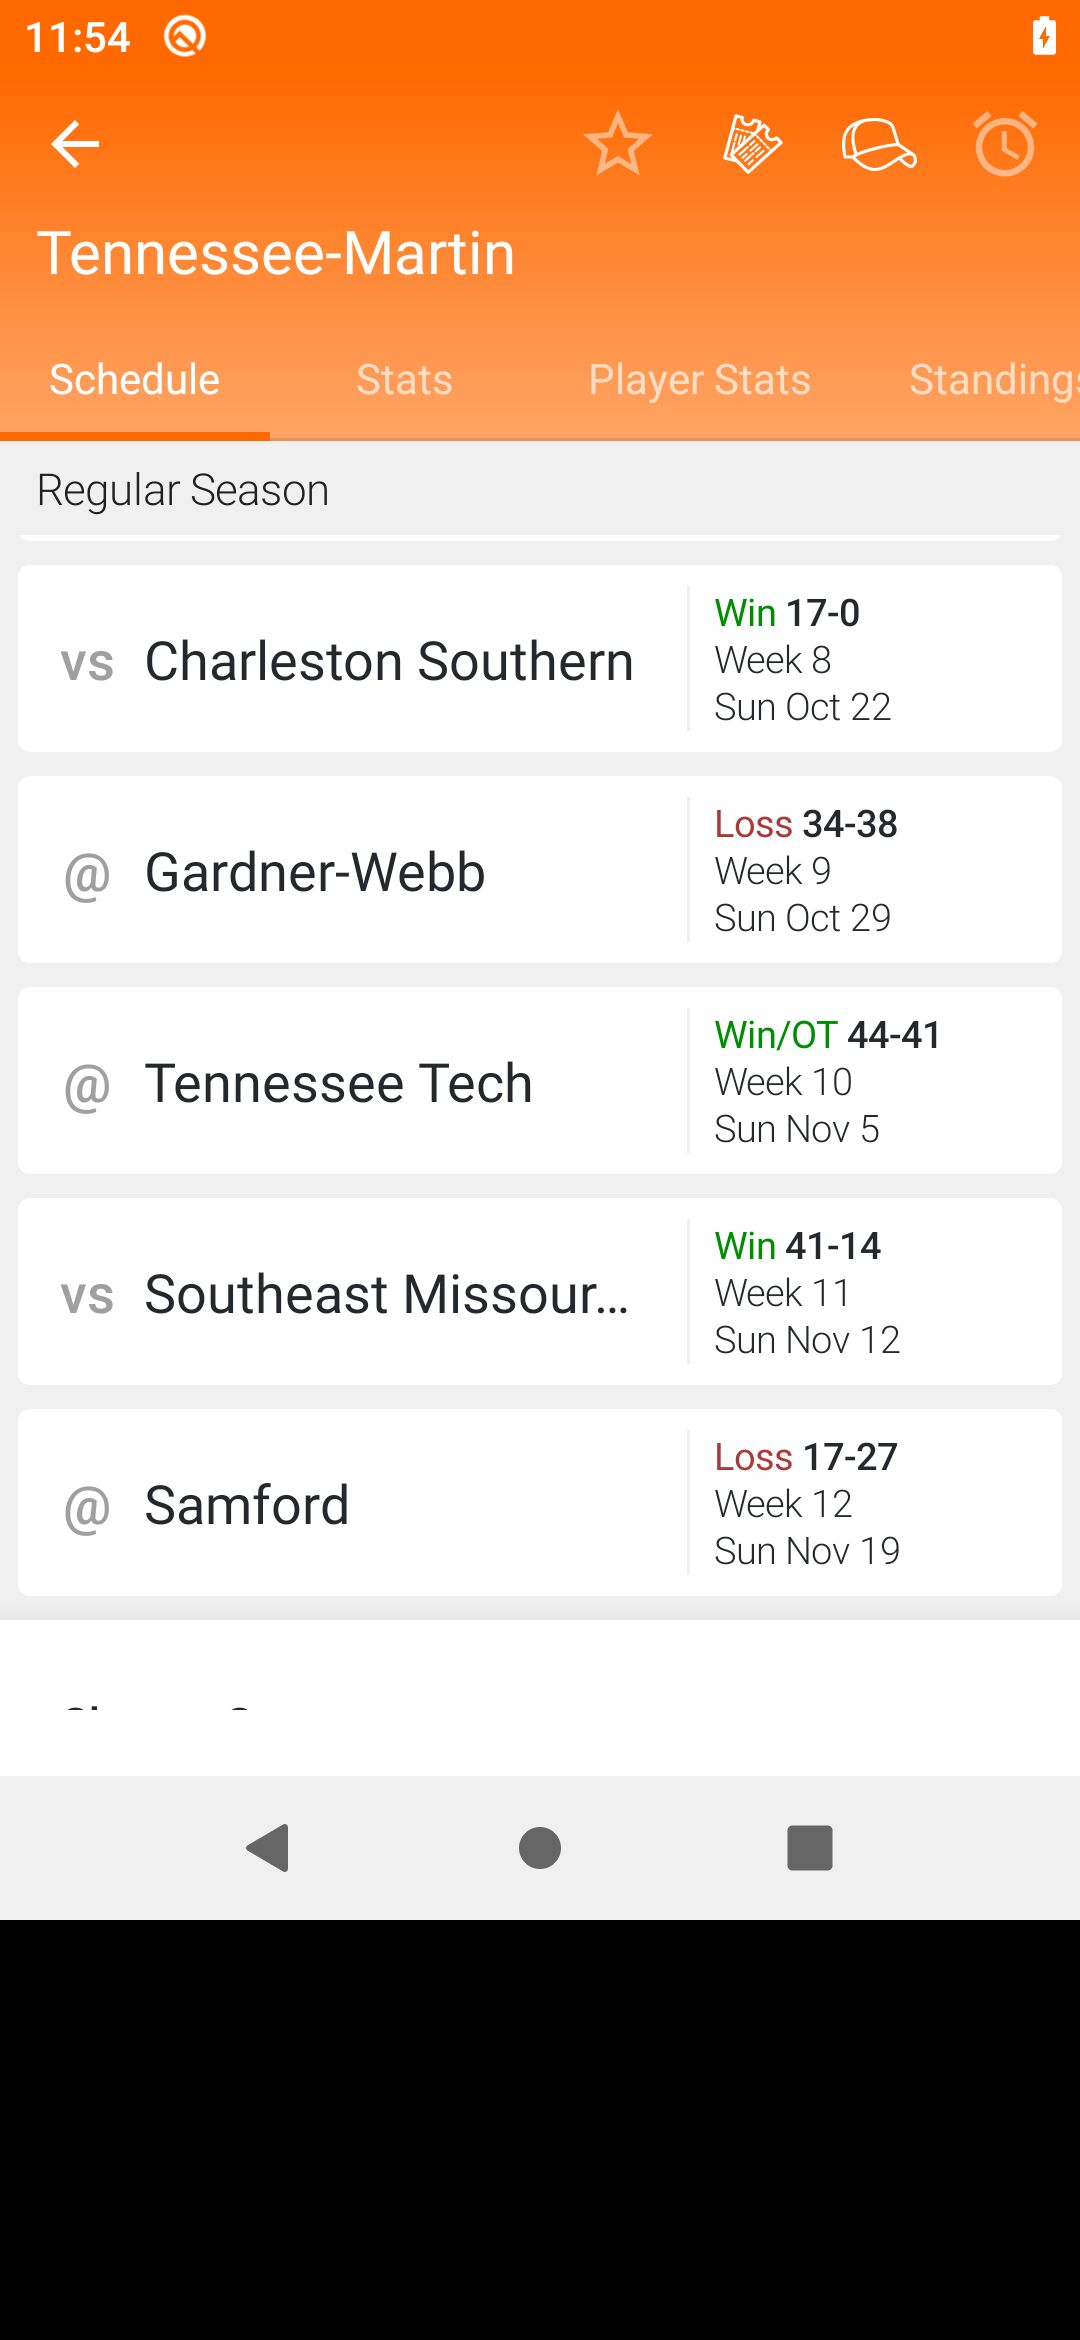 11:54
Tennessee-Martin
Schedule Stats Player Stats Standings
Regular Season
vs Charleston Southern
Win 17-0
Week 8
Sun Oct 22
@ Gardner-Webb
Loss 34-38
Week 9
Sun Oct 29
@ Tennessee Tech
Win/OT 44-41
Week 10
Sun Nov 5
vs Southeast Missour...
Win 41-14
Week 11
Sun Nov 12
@ Samford
Loss 17-27
Week 12
Sun Nov 19